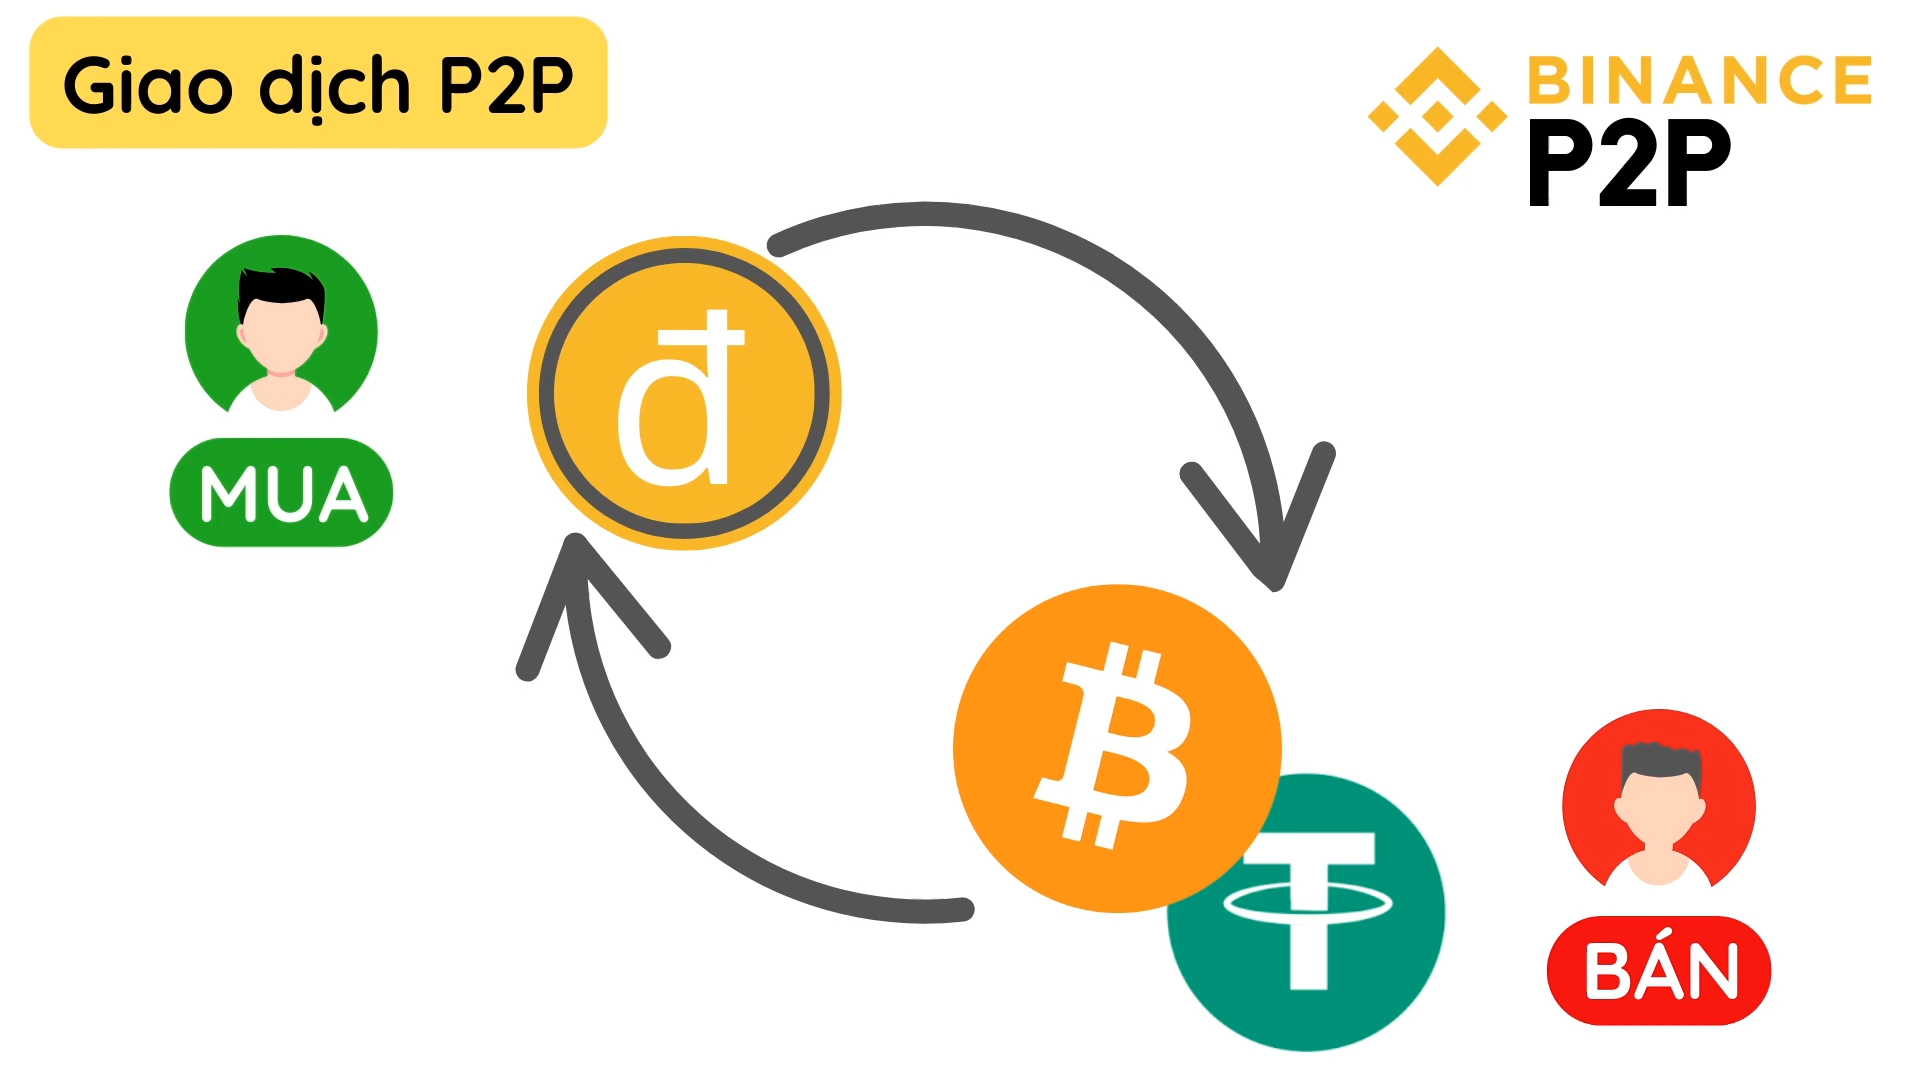 Giao dịch P2P
BINANCE
P2P
MUA
đ
BÁN